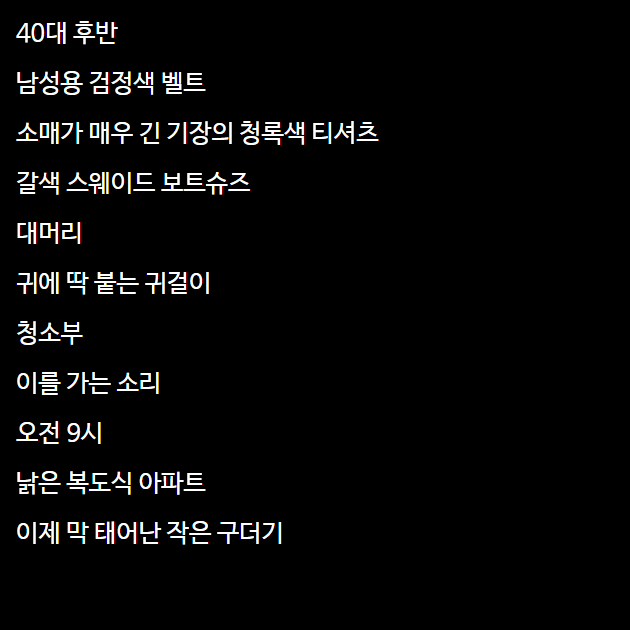 40대 후반
남성용 검정색 벨트
소매가 매우 긴 기장의 청록색 티셔츠
갈색 스웨이드 보트슈즈
대머리
귀에 딱 붙는 귀걸이
청소부
이를 가는 소리
오전 9시
낡은 복도식 아파트
이제 막 태어난 작은 구더기